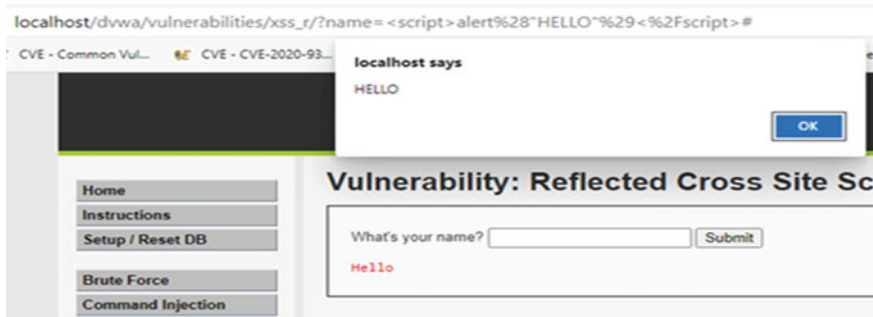 localhost/dvwa/vulnerabilities/xss_r/?name=<script>alert%28"HELLO"%29<%2Fscript>#
CVE - Common Vul... CVE - CVE-2020-93...
localhost says
HELLO
OK
Vulnerability: Reflected Cross Site Sc
Home
Instructions
Setup / Reset DB
Brute Force
Command Injection
What's your name? Submit
Hello